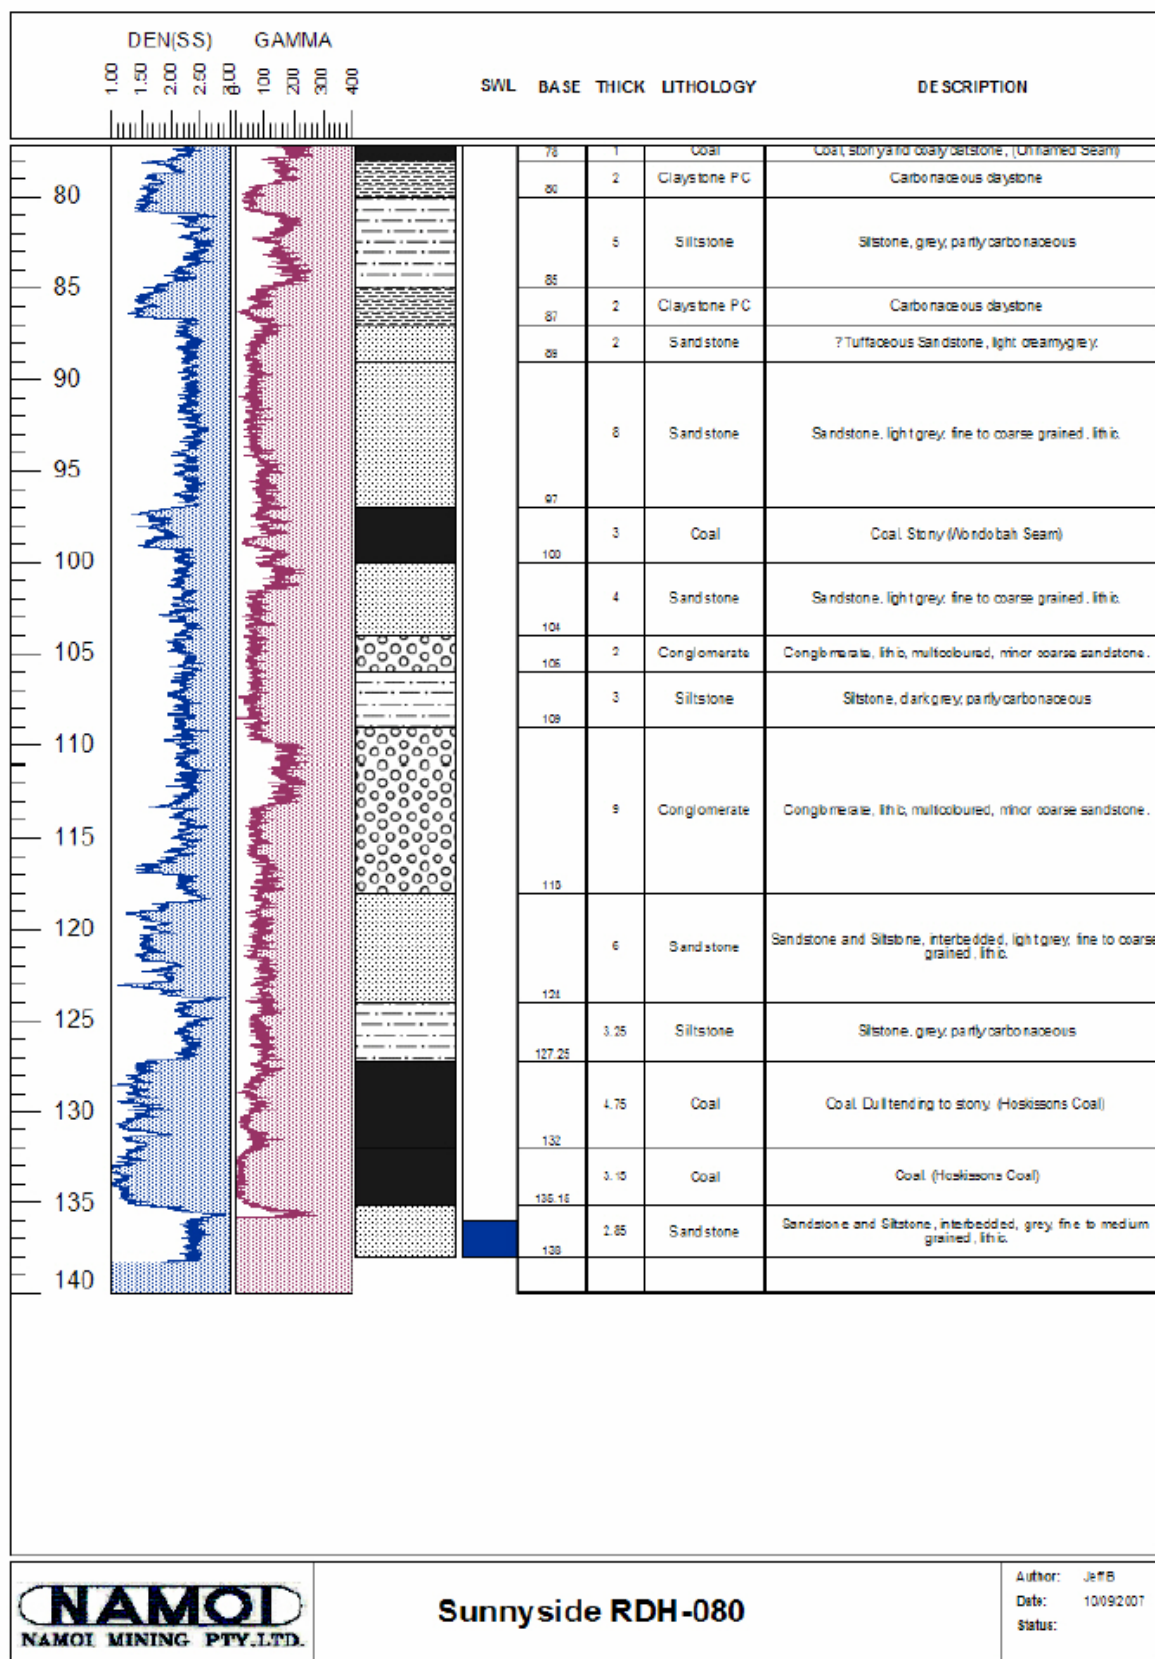 DEN(SS) GAMMA
1.00 1.50 2.00 2.50 3.00 0 100 200 300 400
SWL BASE THICK LITHOLOGY DESCRIPTION
78 1 Coal Coal, stony and coaly (Unnamed Seam)
80 2 Claystone PC Carbonaceous claystone
80
5 Siltstone Siltstone, grey, partly carbonaceous
85 85
87 2 Claystone PC Carbonaceous claystone
89 2 Sandstone ?Tuffaceous Sandstone, light creamy grey.
90
8 Sandstone Sandstone, light grey, fine to coarse grained, lithic.
95
97
3 Coal Coal. Stony (Wondobah Seam)
100 100
4 Sandstone Sandstone, light grey, fine to coarse grained, lithic.
104
105 2 Conglomerate Conglomerate, lithic, multicoloured, minor coarse sandstone.
106
3 Siltstone Siltstone, dark grey, partly carbonaceous
109
110
9 Conglomerate Conglomerate, lithic, multicoloured, minor coarse sandstone.
115
120
6 Sandstone Sandstone and Siltstone, interbedded, light grey, fine to coarse
grained, lithic.
124
125
3.25 Siltstone Siltstone, grey, partly carbonaceous
127.25
130
4.75 Coal Coal. Dull tending to stony. (Hoskissons Coal)
132
3.15 Coal Coal. (Hoskissons Coal)
135 135.15
2.85 Sandstone Sandstone and Siltstone, interbedded, grey, fine to medium
grained, lithic.
138
140
NAMOI
NAMOI MINING PTY.LTD.
Sunnyside RDH-080
Author: JeffB
Date: 10/09/2007
Status: